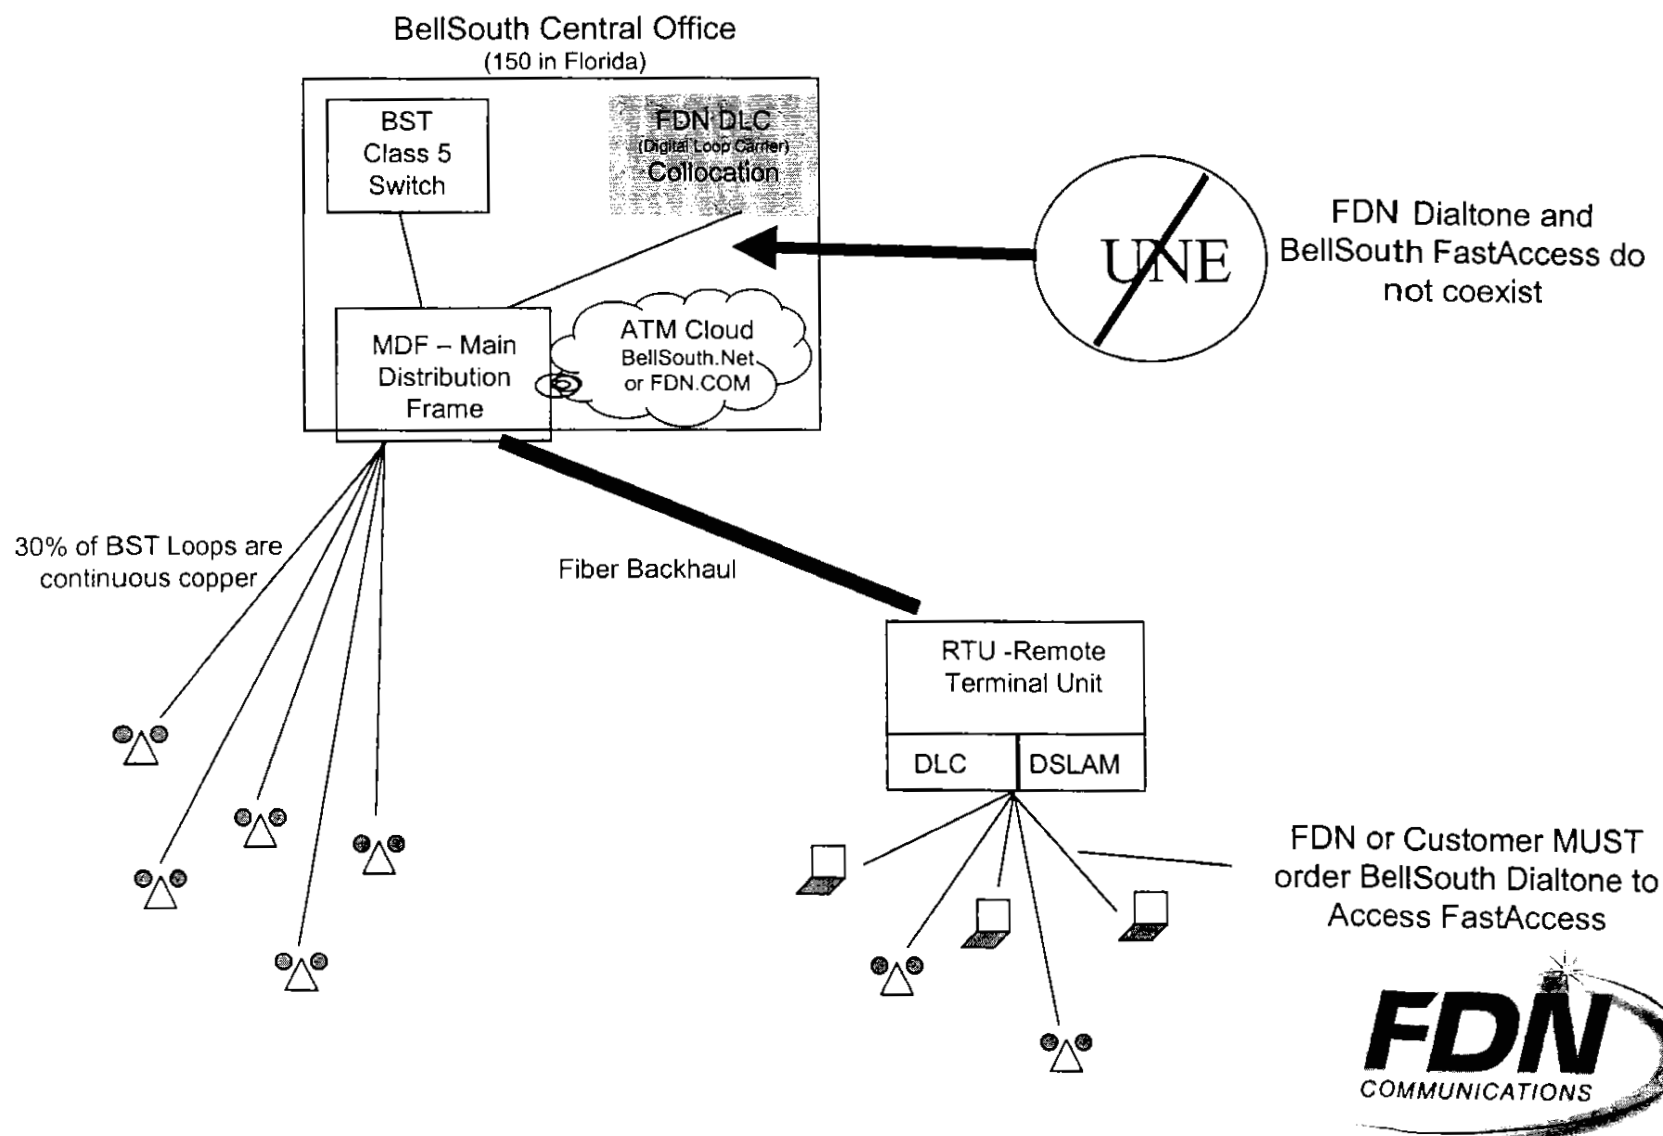 BellSouth Central Office
(150 in Florida)
BST
Class 5
Switch
FDN DLC
(Digital Loop Carrier)
Collocation
UNE
FDN Dialtone and
BellSouth FastAccess do
not coexist
MDF – Main
Distribution
Frame
ATM Cloud
BellSouth.Net
or FDN.COM
30% of BST Loops are
continuous copper
Fiber Backhaul
RTU -Remote
Terminal Unit
DLC
DSLAM
FDN or Customer MUST
order BellSouth Dialtone to
Access FastAccess
FDN
COMMUNICATIONS